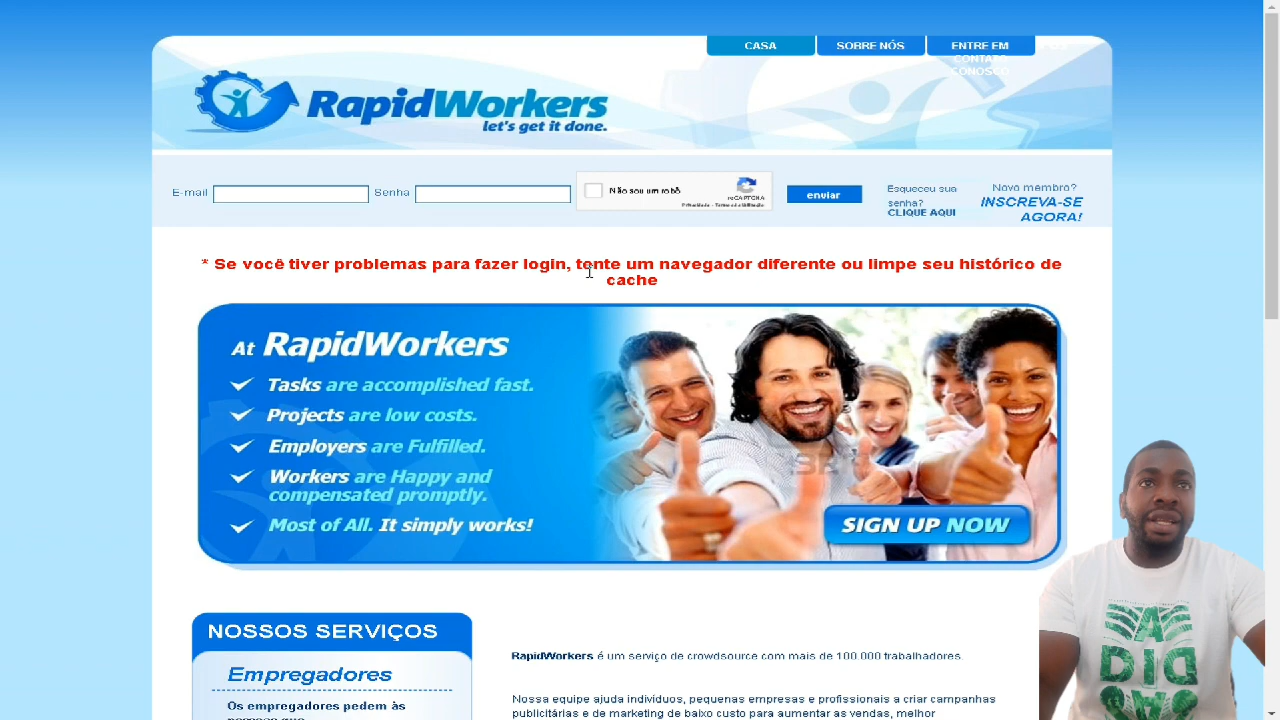 CASA
SOBRE NÓS
ENTRE EM
CONTATO
CONOSCO
RapidWorkers
let's get it done.
E-mail
Senha
Não sou um robô
reCAPTCHA
Privacidade - Termos de Utilização
enviar
Esqueceu sua
senha?
CLIQUE AQUI
Novo membro?
INSCREVA-SE
AGORA!
* Se você tiver problemas para fazer login, tente um navegador diferente ou limpe seu histórico de
cache
At RapidWorkers
Tasks are accomplished fast.
Projects are low costs.
Employers are Fulfilled.
Workers are Happy and
compensated promptly.
Most of All. It simply works!
SIGN UP NOW
NOSSOS SERVIÇOS
Empregadores
Os empregadores pedem às
RapidWorkers é um serviço de crowdsource com mais de 100.000 trabalhadores.
Nossa equipe ajuda indivíduos, pequenas empresas e profissionais a criar campanhas
publicitárias e de marketing de baixo custo para aumentar as vendas, melhor